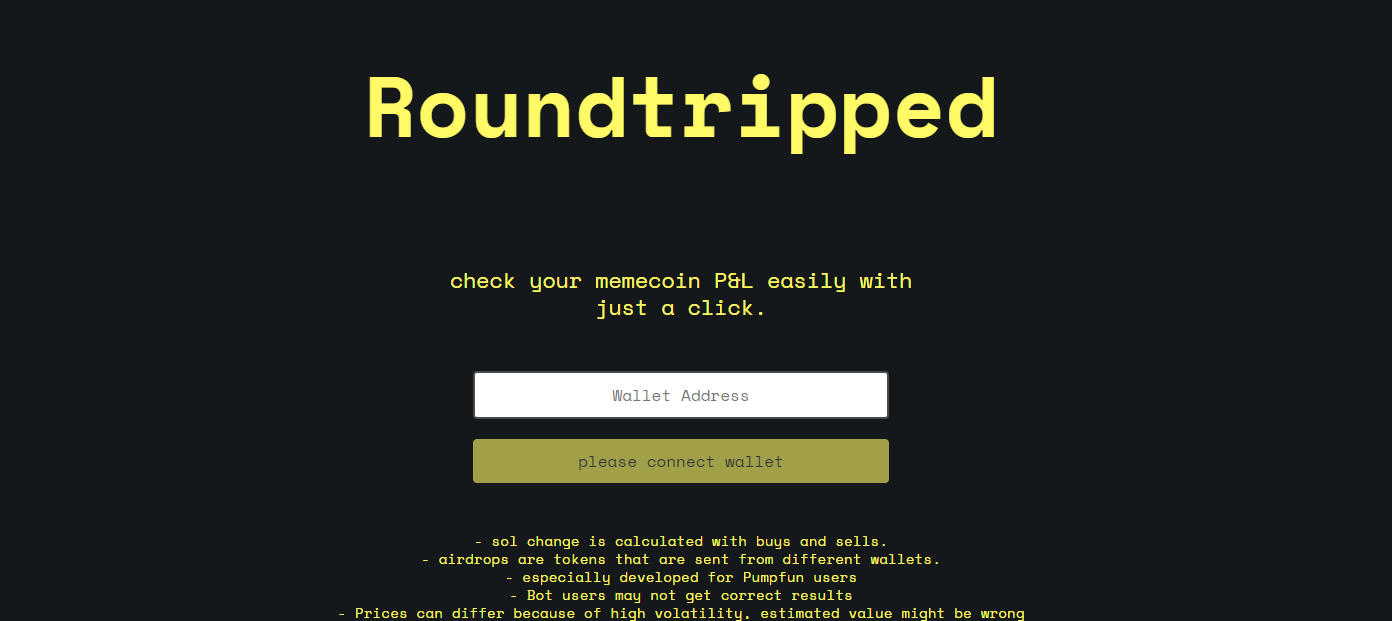 Roundtripped
check your memecoin P&L easily with
just a click.
Wallet Address
please connect wallet
- sol change is calculated with buys and sells.
- airdrops are tokens that are sent from different wallets.
- especially developed for Pumpfun users
- Bot users may not get correct results
- Prices can differ because of high volatility, estimated value might be wrong